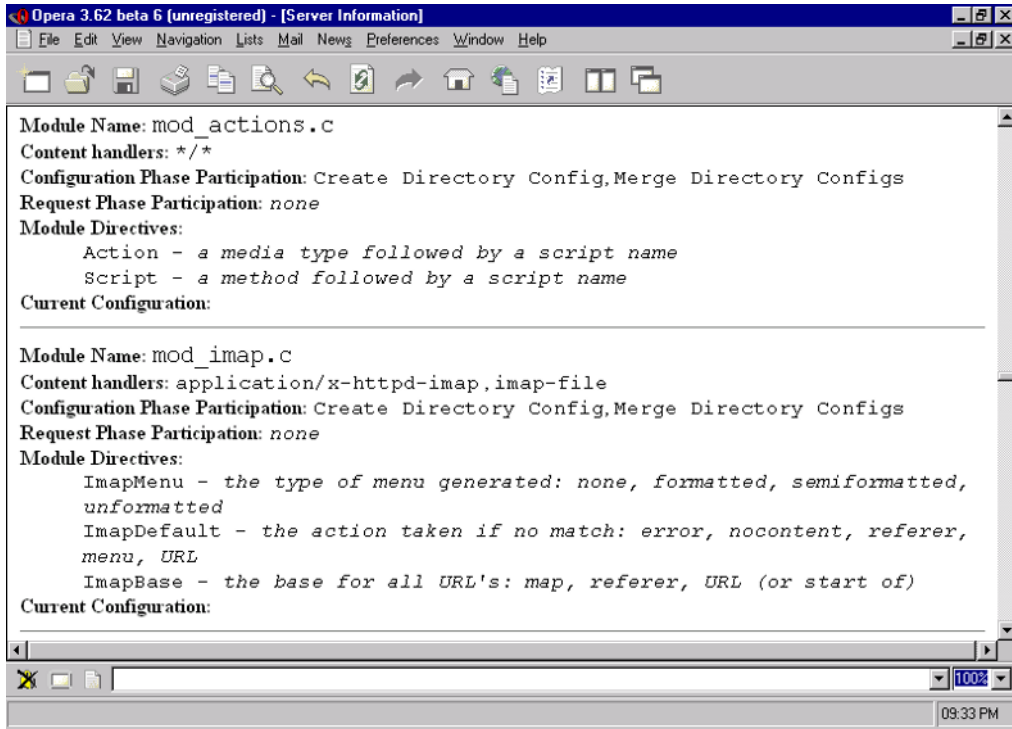 Opera 3.62 beta 6 (unregistered) - [Server Information]
File Edit View Navigation Lists Mail News Preferences Window Help
Module Name: mod_actions.c
Content handlers: */*
Configuration Phase Participation: Create Directory Config,Merge Directory Configs
Request Phase Participation: none
Module Directives:
Action - a media type followed by a script name
Script - a method followed by a script name
Current Configuration:
Module Name: mod_imap.c
Content handlers: application/x-httpd-imap,imap-file
Configuration Phase Participation: Create Directory Config,Merge Directory Configs
Request Phase Participation: none
Module Directives:
ImapMenu - the type of menu generated: none, formatted, semiformatted,
unformatted
ImapDefault - the action taken if no match: error, nocontent, referer,
menu, URL
ImapBase - the base for all URL's: map, referer, URL (or start of)
Current Configuration:
100%
09:33 PM